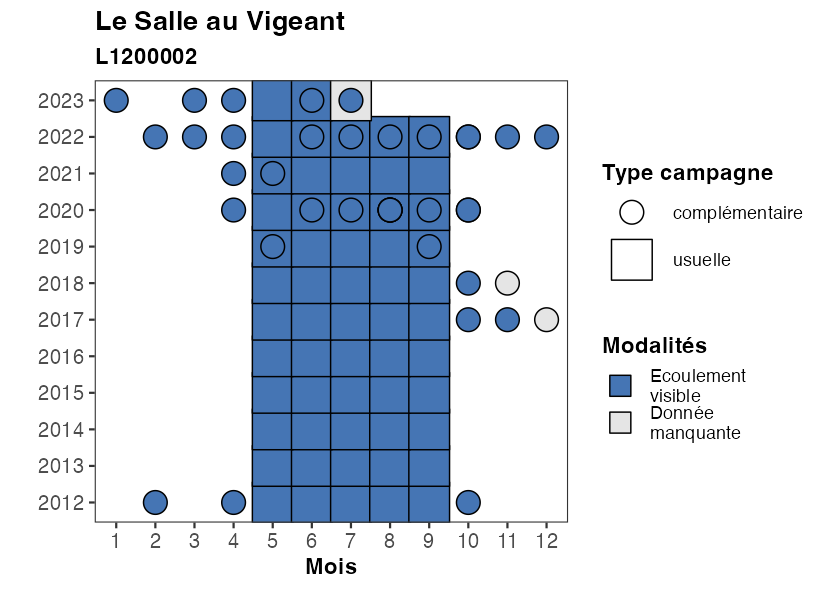 Le Salle au Vigeant
L1200002
2023
2022
2021
2020
2019
2018
2017
2016
2015
2014
2013
2012
1 2 3 4 5 6 7 8 9 10 11 12
Mois
Type campagne
complémentaire
usuelle
Modalités
Ecoulement
visible
Donnée
manquante